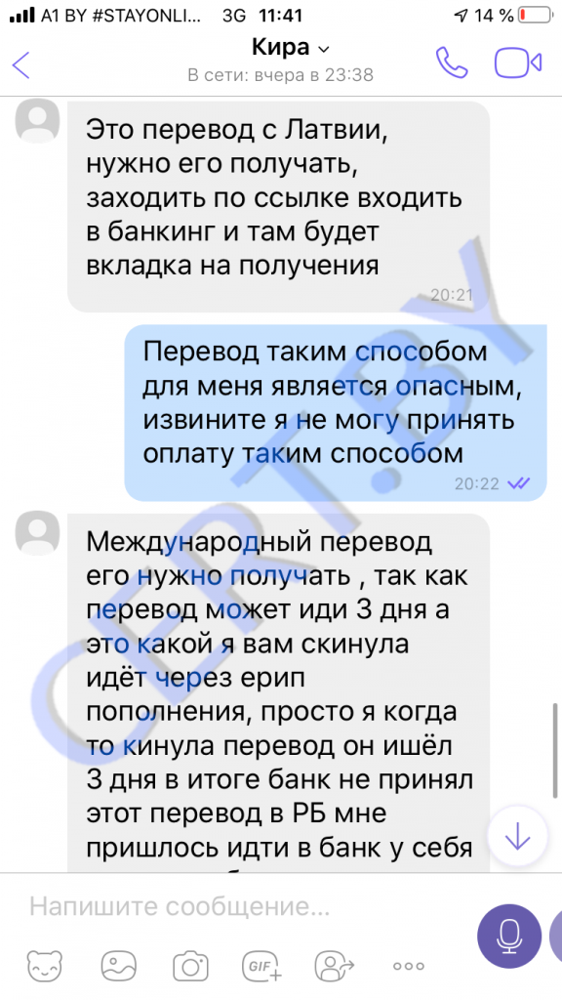 A1 BY #STAYONLI... 3G 11:41 14 %
Кира
В сети: вчера в 23:38
Это перевод с Латвии,
нужно его получать,
заходить по ссылке входить
в банкинг и там будет
вкладка на получения
20:21
Перевод таким способом
для меня является опасным,
извините я не могу принять
оплату таким способом
20:22
Международный перевод
его нужно получать , так как
перевод может иди 3 дня а
это какой я вам скинула
идёт через ерип
пополнения, просто я когда
то кинула перевод он ишёл
3 дня в итоге банк не принял
этот перевод в РБ мне
пришлось идти в банк у себя
Напишите сообщение...
GIF
CERT.BY